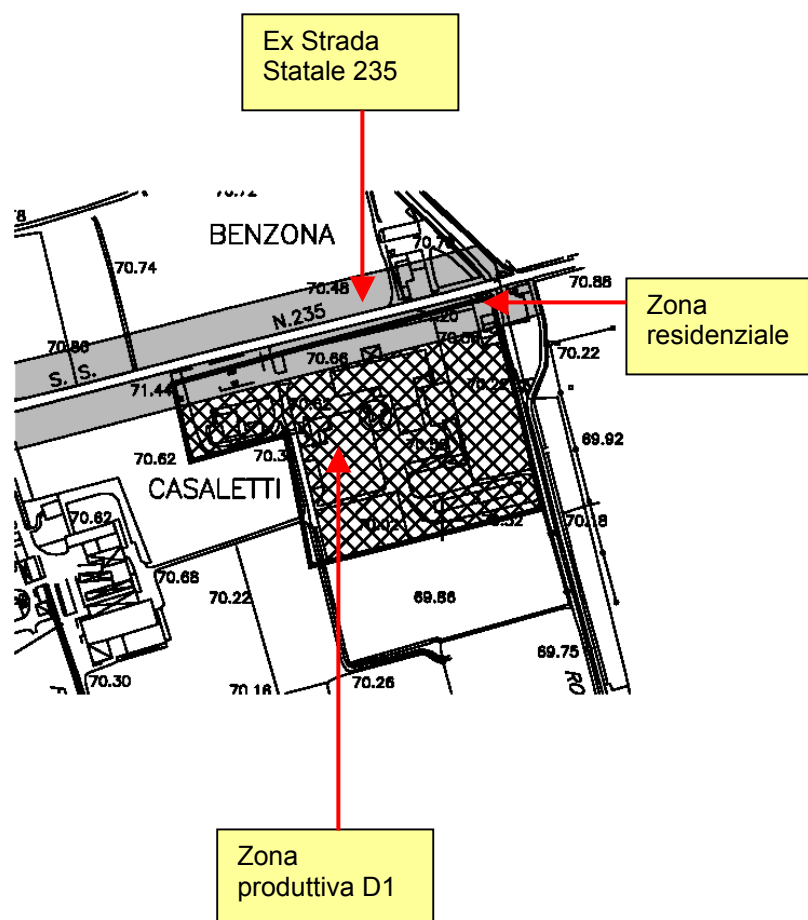 Ex Strada
Statale 235
BENZONA
70.74
70.48
N.235
70.88
Zona
residenziale
70.86
S. S.
70.66
71.44
70.22
69.92
70.62
CASALETTI
70.62
70.18
70.68
70.22
69.86
69.75
70.30
70.16
70.26
RO
Zona
produttiva D1